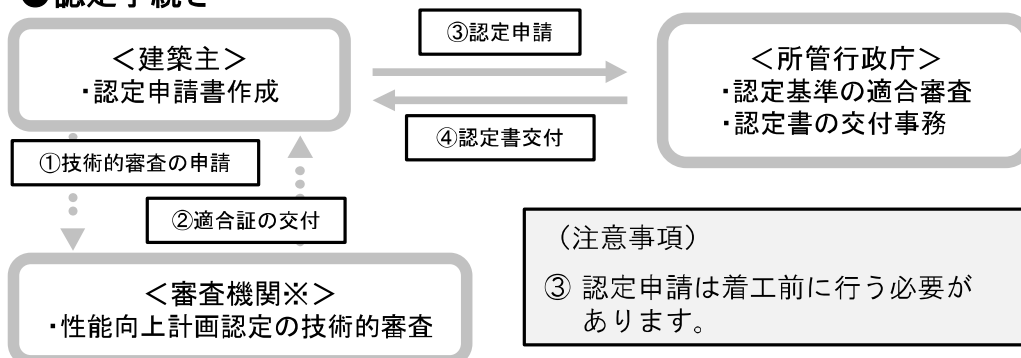 ●認定手続き
＜建築主＞
・認定申請書作成
③認定申請
＜所管行政庁＞
・認定基準の適合審査
・認定書の交付事務
④認定書交付
①技術的審査の申請
②適合証の交付
＜審査機関※＞
・性能向上計画認定の技術的審査
（注意事項）
③ 認定申請は着工前に行う必要が
あります。